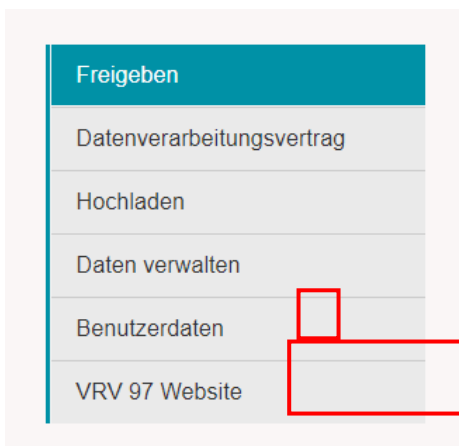 Freigeben
Datenverarbeitungsvertrag
Hochladen
Daten verwalten
Benutzerdaten
VRV 97 Website